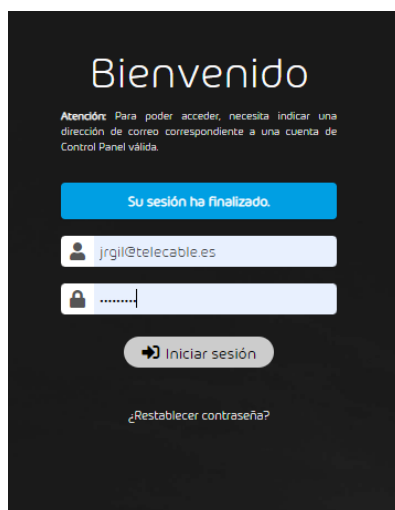 Bienvenido
Atención: Para poder acceder, necesita indicar una
dirección de correo correspondiente a una cuenta de
Control Panel válida.
Su sesión ha finalizado.
jrgil@telecable.es
•••••••••
Iniciar sesión
¿Restablecer contraseña?